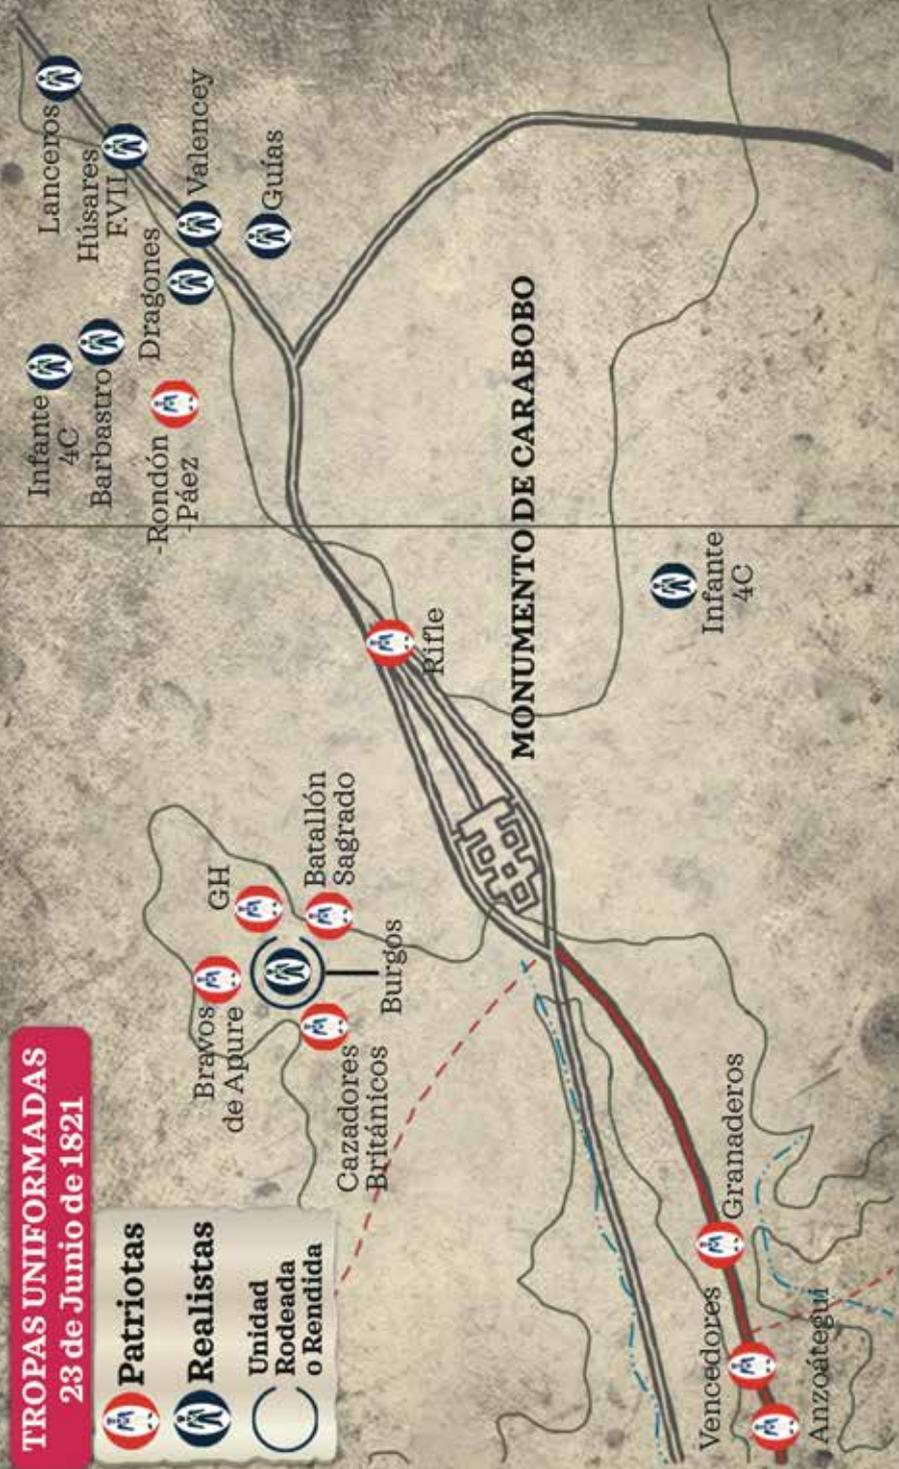 TROPAS UNIFORMADAS
23 de Junio de 1821
Patriotas
Realistas
Unidad
Rodeada
o Rendida
Bravos
de Apure
GH
Batallón
Sagrado
Burgos
Cazadores
Británicos
Infante
4C
Barbastro
-Rondón
-Páez
Lanceros
Húsares
F.VII
Dragones
Valencey
Guías
Rifle
MONUMENTO DE CARABOBO
Infante
4C
Vencedores
Granaderos
Anzoátegui